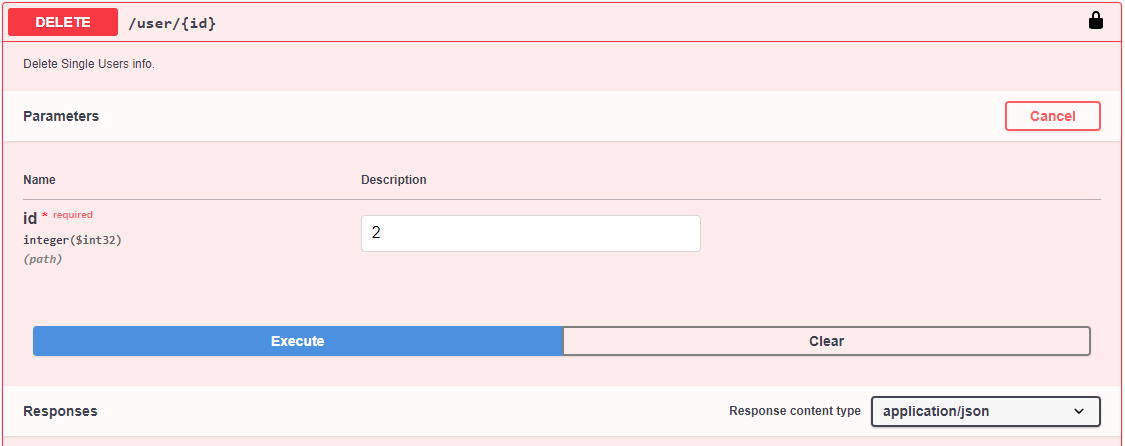 DELETE /user/{id}
Delete Single Users info.
Parameters Cancel
Name Description
id * required
integer($int32)
(path)
2
Execute Clear
Responses Response content type application/json